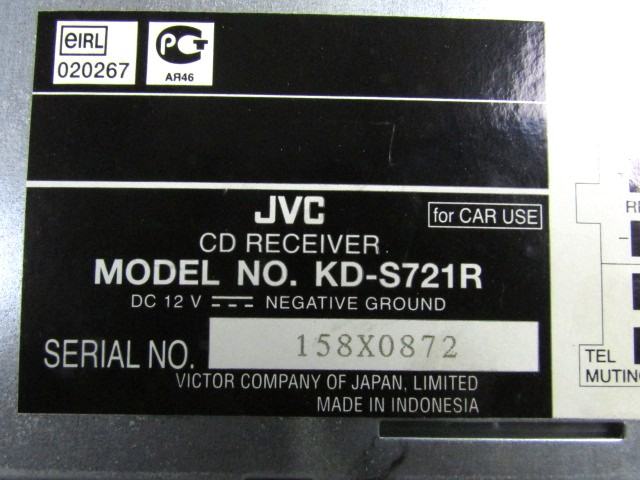 eIRL
020267
PCT
AR46
JVC
for CAR USE
CD RECEIVER
MODEL NO. KD-S721R
DC 12 V NEGATIVE GROUND
SERIAL NO. 158X0872
VICTOR COMPANY OF JAPAN, LIMITED
MADE IN INDONESIA
TEL